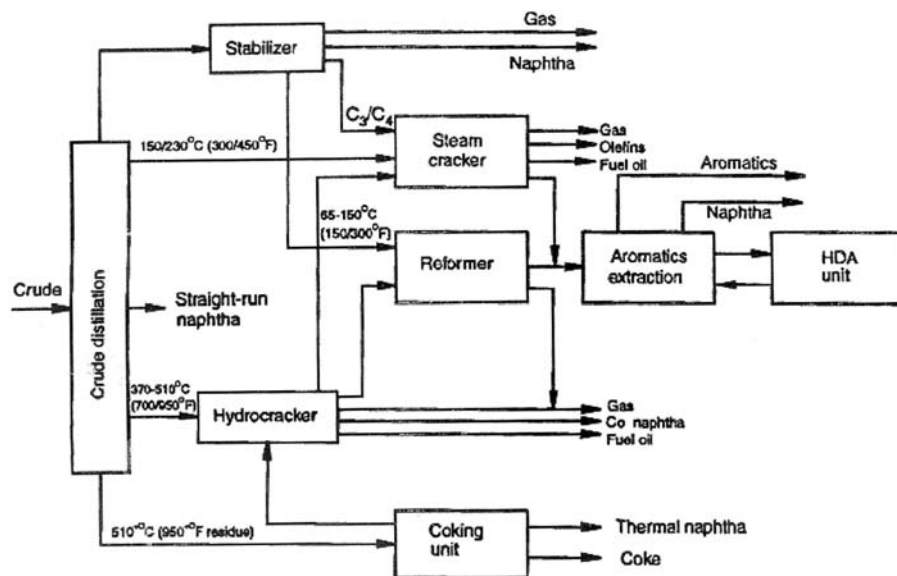 Gas
Stabilizer
Naphtha
C₃/C₄
150/230°C (300/450°F)
Steam
cracker
Gas
Olefins
Fuel oil
Aromatics
Naphtha
65-150°C
(150/300°F)
Reformer
Aromatics
extraction
HDA
unit
Crude
Crude distillation
Straight-run
naphtha
370-510°C
(700/950°F)
Hydrocracker
Gas
Co naphtha
Fuel oil
510⁺°C (950⁺°F residue)
Coking
unit
Thermal naphtha
Coke